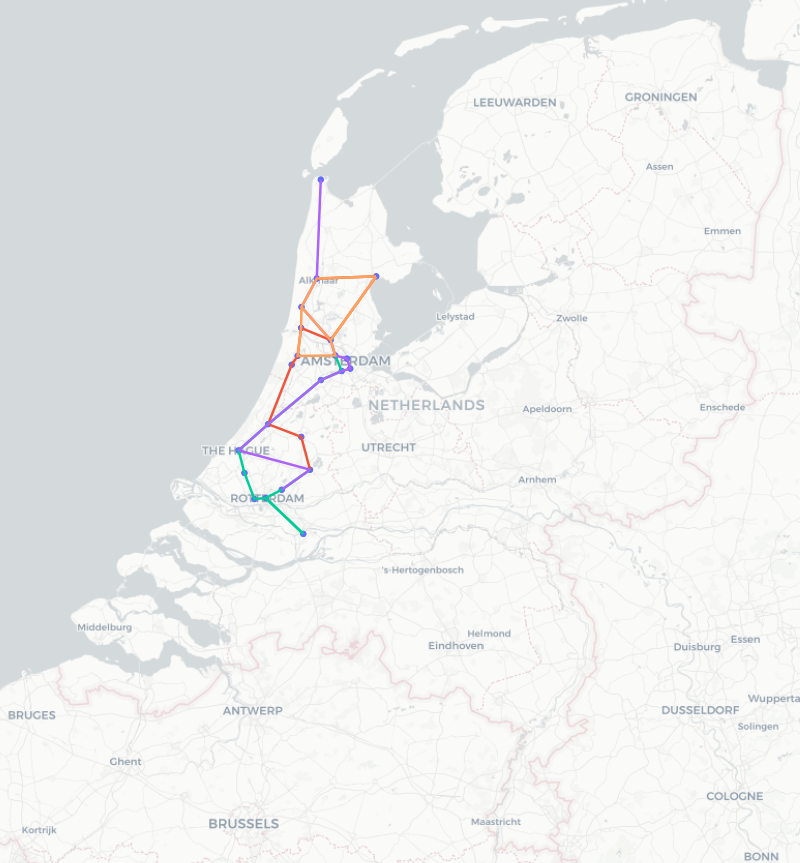 LEEUWARDEN
GRONINGEN
Assen
Emmen
Alkmaar
Lelystad
Zwolle
AMSTERDAM
NETHERLANDS
Apeldoorn
Enschede
THE HAGUE
UTRECHT
Arnhem
ROTTERDAM
's-Hertogenbosch
Middelburg
Helmond
Eindhoven
Duisburg
Essen
BRUGES
ANTWERP
DUSSELDORF
Wupperta
Solingen
Ghent
COLOGNE
BRUSSELS
Maastricht
Kortrijk
BONN